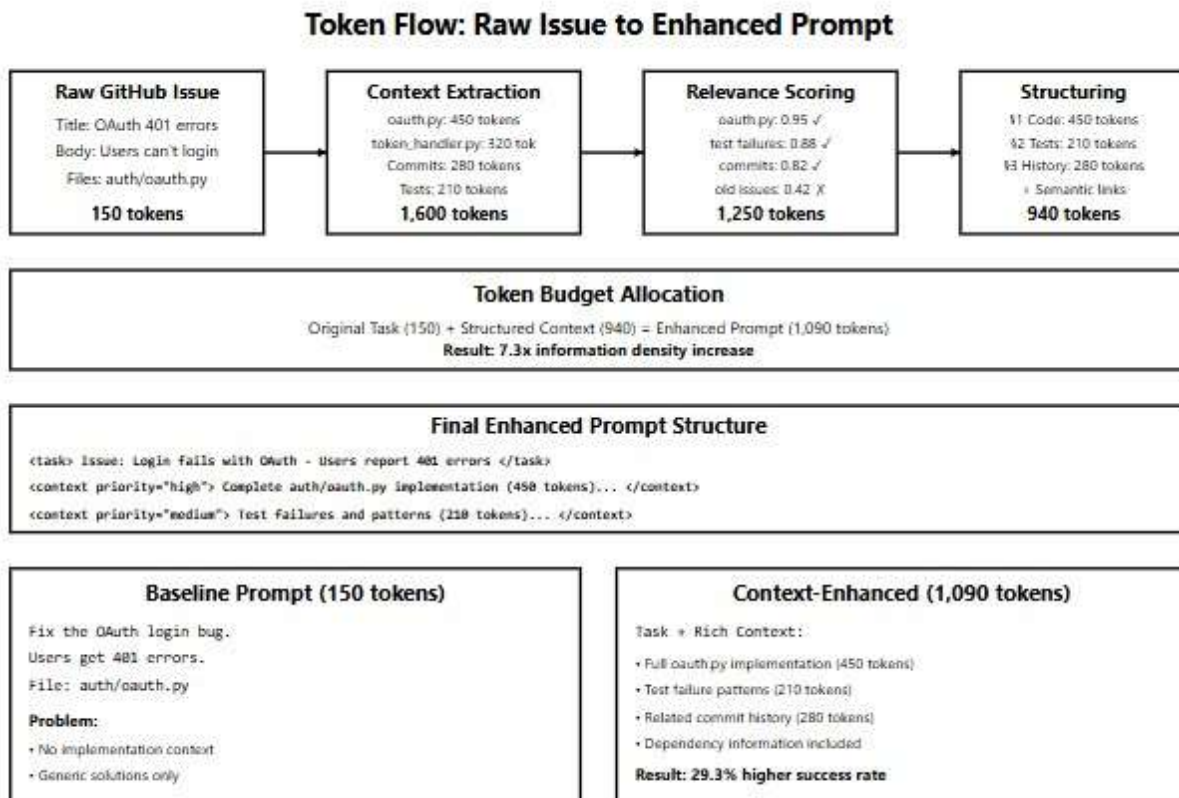 Token Flow: Raw Issue to Enhanced Prompt
Raw GitHub Issue
Title: OAuth 401 errors
Body: Users can't login
Files: auth/oauth.py
150 tokens
Context Extraction
oauth.py: 450 tokens
token_handler.py: 320 tok
Commits: 280 tokens
Tests: 210 tokens
1,600 tokens
Relevance Scoring
oauth.py: 0.95 ✓
test failures: 0.88 ✓
commits: 0.82 ✓
old issues: 0.42 ✗
1,250 tokens
Structuring
§1 Code: 450 tokens
§2 Tests: 210 tokens
§3 History: 280 tokens
+ Semantic links
940 tokens
Token Budget Allocation
Original Task (150) + Structured Context (940) = Enhanced Prompt (1,090 tokens)
Result: 7.3x information density increase
Final Enhanced Prompt Structure
<task> Issue: Login fails with OAuth - Users report 401 errors </task>
<context priority="high"> Complete auth/oauth.py implementation (450 tokens)... </context>
<context priority="medium"> Test failures and patterns (210 tokens)... </context>
Baseline Prompt (150 tokens)
Fix the OAuth login bug.
Users get 401 errors.
File: auth/oauth.py
Problem:
• No implementation context
• Generic solutions only
Context-Enhanced (1,090 tokens)
Task + Rich Context:
• Full oauth.py implementation (450 tokens)
• Test failure patterns (210 tokens)
• Related commit history (280 tokens)
• Dependency information included
Result: 29.3% higher success rate